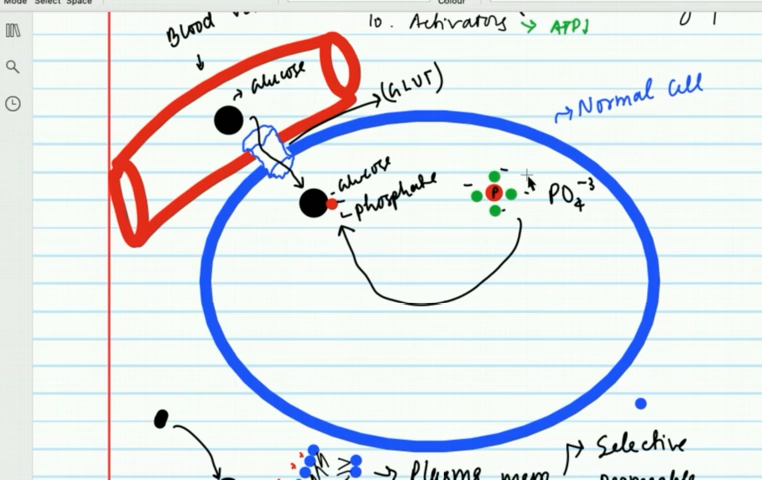 Mode Select Space Colour
10. Activators → ATP↓
Blood
→ Glucose
(GLUT)
→ Normal Cell
glucose
phosphate
P
PO₄⁻³
→ Plasma mem
Selective